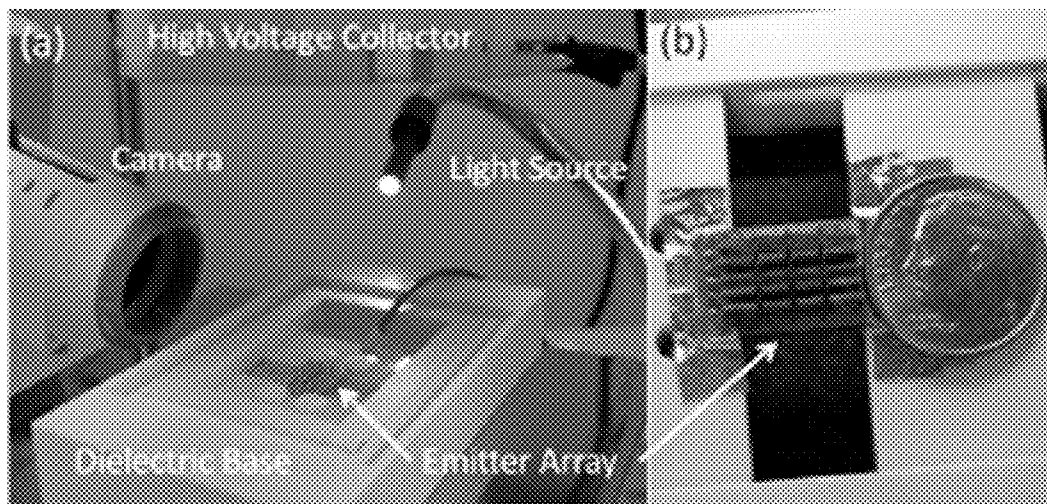 (a)
High Voltage Collector
(b)
Camera
Light Source
Dielectric Base
Emitter Array